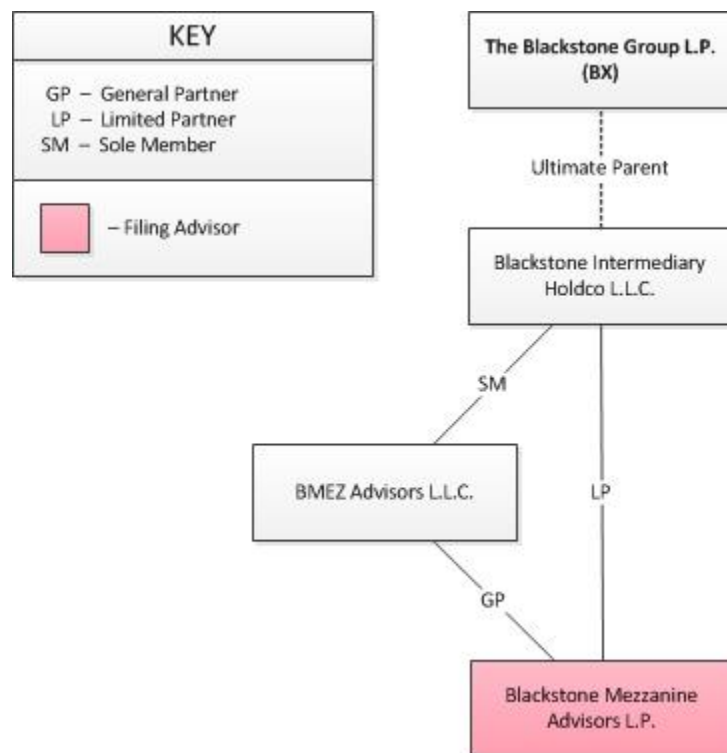 KEY
GP – General Partner
LP – Limited Partner
SM – Sole Member
– Filing Advisor
The Blackstone Group L.P.
(BX)
Ultimate Parent
Blackstone Intermediary
Holdco L.L.C.
SM
BMEZ Advisors L.L.C.
LP
GP
Blackstone Mezzanine
Advisors L.P.